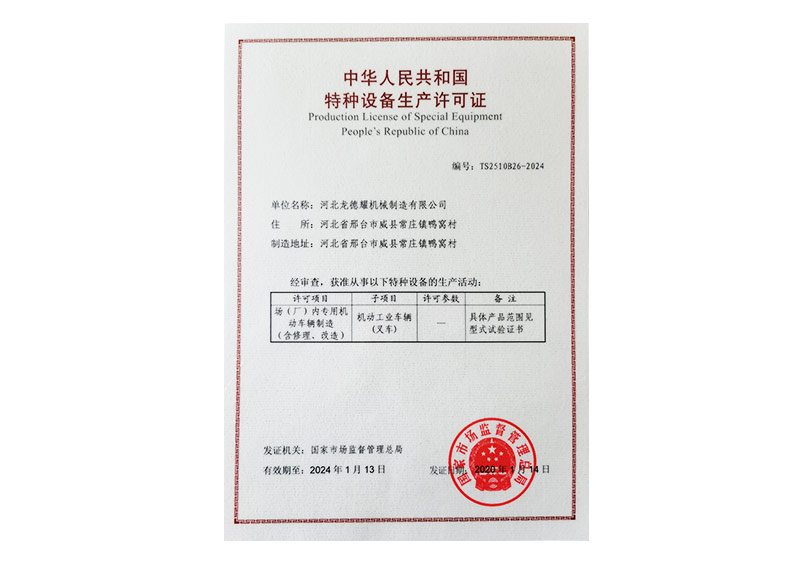 中华人民共和国
特种设备生产许可证
Production License of Special Equipment
People's Republic of China
编号：TS2510B26-2024
单位名称：河北龙德耀机械制造有限公司
住 所：河北省邢台市威县常庄镇鸭窝村
制造地址：河北省邢台市威县常庄镇鸭窝村
经审查，获准从事以下特种设备的生产活动：
许可项目 子项目 许可参数 备 注
场（厂）内专用机
动车辆制造
（含修理、改造）
机动工业车辆
（叉车）
—
具体产品范围见
型式试验证书
发证机关：国家市场监督管理总局
有效期至：2024 年 1 月 13 日
发证日期：2020 年 1 月 14 日
国家市场监督管理总局